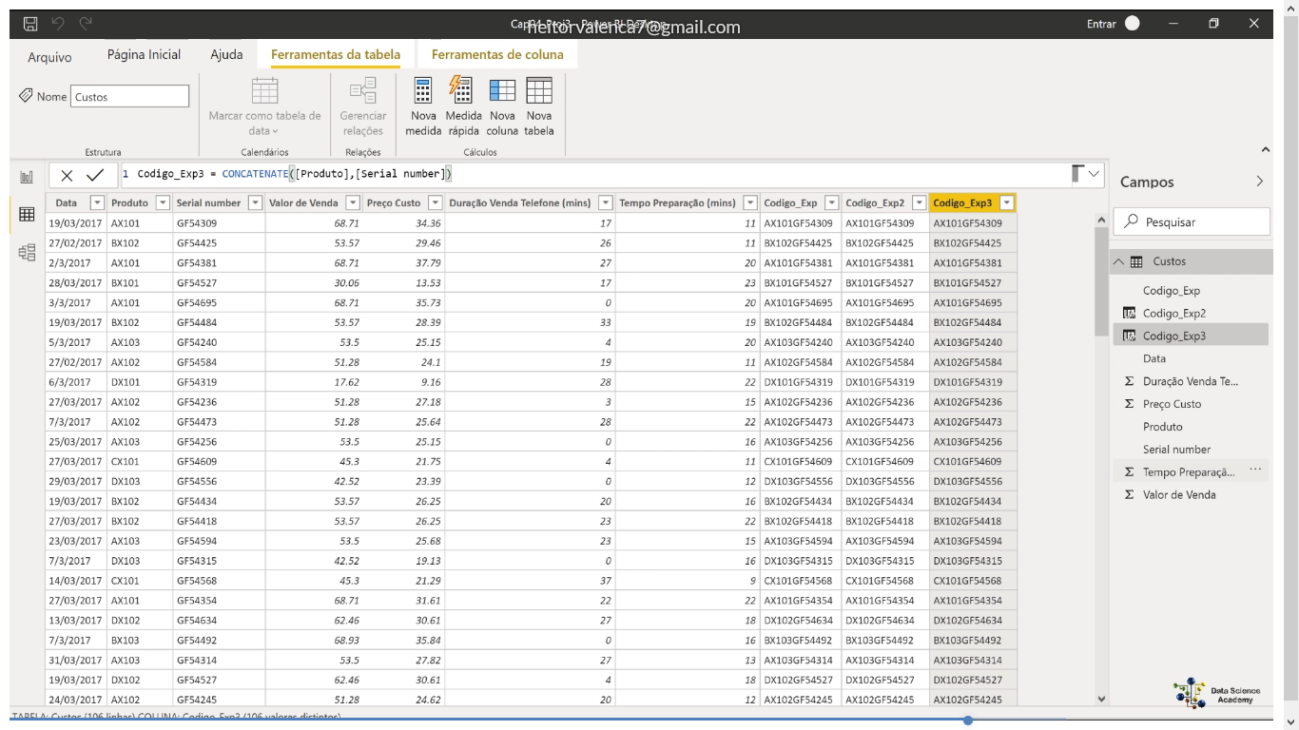 heitorvalenca7@gmail.com
Entrar
Arquivo Página Inicial Ajuda Ferramentas da tabela Ferramentas de coluna
Nome Custos
Marcar como tabela de data
Gerenciar relações
Nova medida
Medida rápida
Nova coluna
Nova tabela
Estrutura Calendários Relações Cálculos
1 Codigo_Exp3 = CONCATENATE([Produto],[Serial number])
Data Produto Serial number Valor de Venda Preço Custo Duração Venda Telefone (mins) Tempo Preparação (mins) Codigo_Exp Codigo_Exp2 Codigo_Exp3
19/03/2017 AX101 GF54309 68.71 34.36 17 11 AX101GF54309 AX101GF54309 AX101GF54309
27/02/2017 BX102 GF54425 53.57 29.46 26 11 BX102GF54425 BX102GF54425 BX102GF54425
2/3/2017 AX101 GF54381 68.71 37.79 27 20 AX101GF54381 AX101GF54381 AX101GF54381
28/03/2017 BX101 GF54527 30.06 13.53 17 23 BX101GF54527 BX101GF54527 BX101GF54527
3/3/2017 AX101 GF54695 68.71 35.73 0 20 AX101GF54695 AX101GF54695 AX101GF54695
19/03/2017 BX102 GF54484 53.57 28.39 33 19 BX102GF54484 BX102GF54484 BX102GF54484
5/3/2017 AX103 GF54240 53.5 25.15 4 20 AX103GF54240 AX103GF54240 AX103GF54240
27/02/2017 AX102 GF54584 51.28 24.1 19 11 AX102GF54584 AX102GF54584 AX102GF54584
6/3/2017 DX101 GF54319 17.62 9.16 28 22 DX101GF54319 DX101GF54319 DX101GF54319
27/03/2017 AX102 GF54236 51.28 27.18 3 15 AX102GF54236 AX102GF54236 AX102GF54236
7/3/2017 AX102 GF54473 51.28 25.64 28 22 AX102GF54473 AX102GF54473 AX102GF54473
25/03/2017 AX103 GF54256 53.5 25.15 0 16 AX103GF54256 AX103GF54256 AX103GF54256
27/03/2017 CX101 GF54609 45.3 21.75 4 11 CX101GF54609 CX101GF54609 CX101GF54609
29/03/2017 DX103 GF54556 42.52 23.39 0 12 DX103GF54556 DX103GF54556 DX103GF54556
19/03/2017 BX102 GF54434 53.57 26.25 20 16 BX102GF54434 BX102GF54434 BX102GF54434
27/03/2017 BX102 GF54418 53.57 26.25 23 22 BX102GF54418 BX102GF54418 BX102GF54418
23/03/2017 AX103 GF54594 53.5 25.68 23 15 AX103GF54594 AX103GF54594 AX103GF54594
7/3/2017 DX103 GF54315 42.52 19.13 0 16 DX103GF54315 DX103GF54315 DX103GF54315
14/03/2017 CX101 GF54568 45.3 21.29 37 9 CX101GF54568 CX101GF54568 CX101GF54568
27/03/2017 AX101 GF54354 68.71 31.61 22 22 AX101GF54354 AX101GF54354 AX101GF54354
13/03/2017 DX102 GF54634 62.46 30.61 27 18 DX102GF54634 DX102GF54634 DX102GF54634
7/3/2017 BX103 GF54492 68.93 35.84 0 16 BX103GF54492 BX103GF54492 BX103GF54492
31/03/2017 AX103 GF54314 53.5 27.82 27 13 AX103GF54314 AX103GF54314 AX103GF54314
19/03/2017 DX102 GF54527 62.46 30.61 4 18 DX102GF54527 DX102GF54527 DX102GF54527
24/03/2017 AX102 GF54245 51.28 24.62 20 12 AX102GF54245 AX102GF54245 AX102GF54245
TABELA: Custos (106 linhas) COLUNA: Codigo_Exp3 (106 valores distintos)
Campos
Pesquisar
Custos
Codigo_Exp
Codigo_Exp2
Codigo_Exp3
Data
Duração Venda Te...
Preço Custo
Produto
Serial number
Tempo Preparaçã...
Valor de Venda
Data Science
Academy